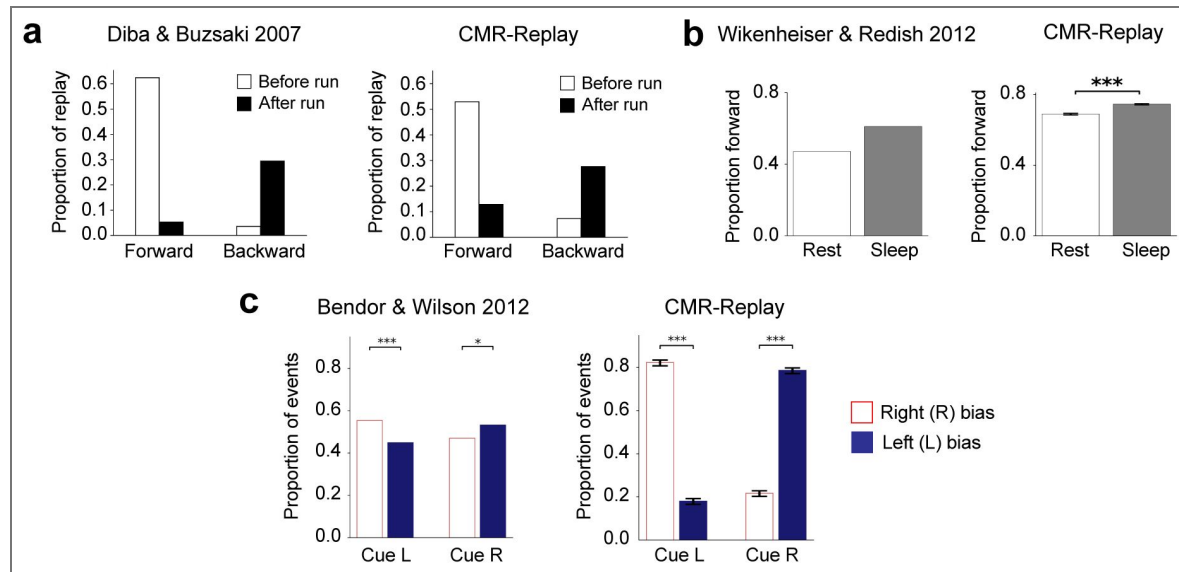 a
Diba & Buzsaki 2007
CMR-Replay
Proportion of replay
0.6
0.5
0.4
0.3
0.2
0.1
0.0
Before run
After run
Forward Backward
Proportion of replay
0.6
0.5
0.4
0.3
0.2
0.1
0.0
Before run
After run
Forward Backward
b
Wikenheiser & Redish 2012
CMR-Replay
Proportion forward
0.8
0.4
0.0
Rest Sleep
Proportion forward
0.8
0.4
0.0
***
Rest Sleep
c
Bendor & Wilson 2012
CMR-Replay
Proportion of events
0.8
0.6
0.4
0.2
0.0
*** *
Cue L Cue R
Proportion of events
0.8
0.6
0.4
0.2
0.0
*** ***
Cue L Cue R
Right (R) bias
Left (L) bias